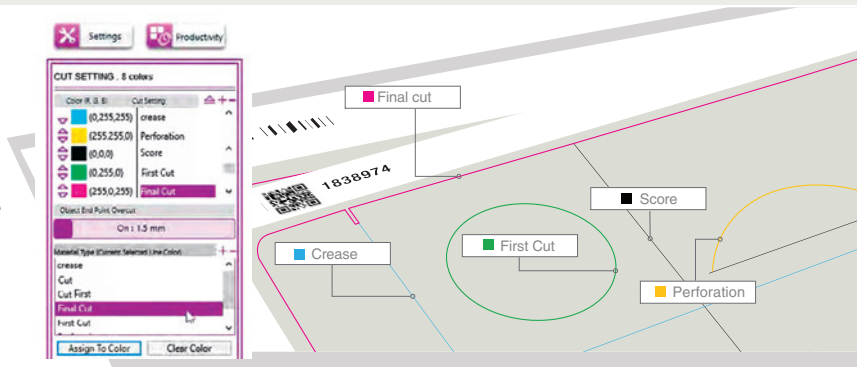 Settings
Productivity
CUT SETTING . 8 colors
Color (R, G, B) Cut Setting
(0,255,255) crease
(255,255,0) Perforation
(0,0,0) Score
(0,255,0) First Cut
(255,0,255) Final Cut
Object End Point Overcut
On : 1.5 mm
Material Type (Current Selected Line Color)
crease
Cut
Cut First
Final Cut
First Cut
Assign To Color
Clear Color
Final cut
1838974
Score
First Cut
Crease
Perforation